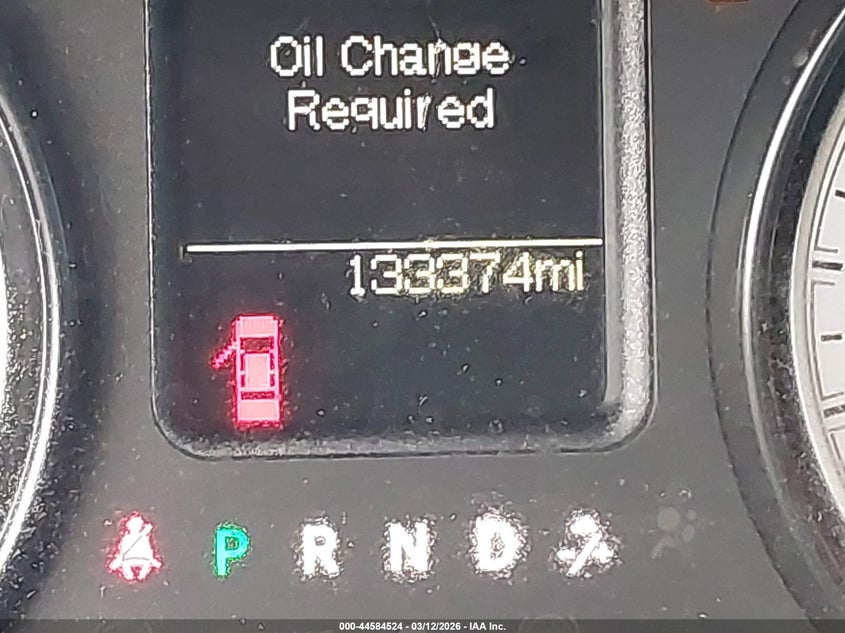 Oil Change
Required
133374mi
P R N D
000-44584524 - 03/12/2026 - IAA Inc.